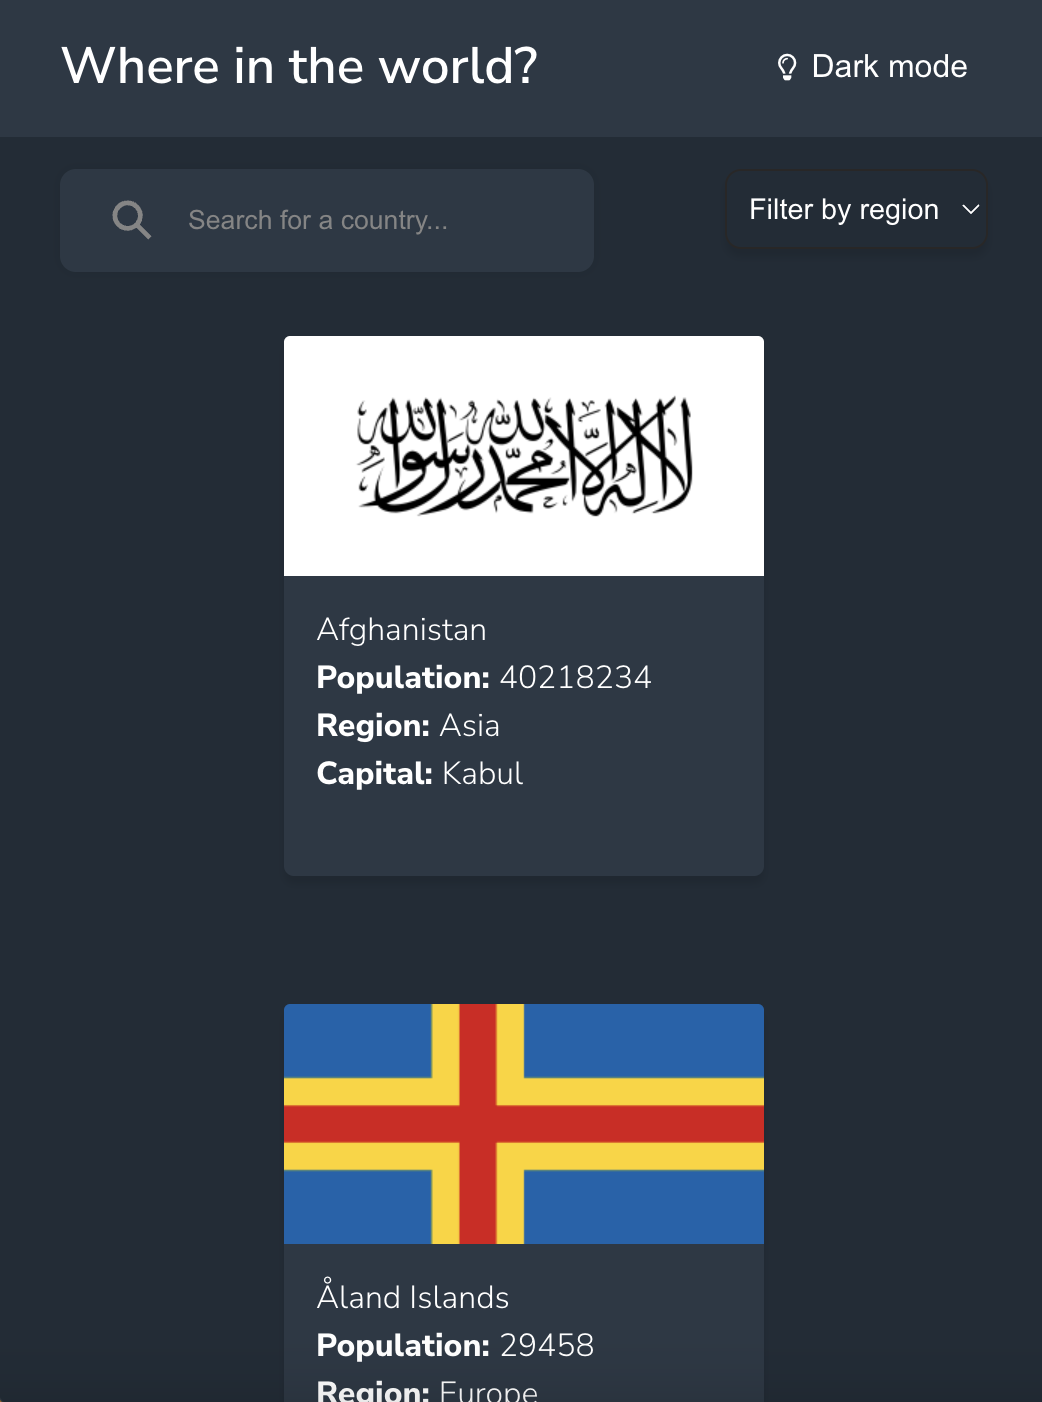 Where in the world?
Dark mode
Search for a country...
Filter by region
لا إله إلا الله محمد رسول الله
Afghanistan
Population: 40218234
Region: Asia
Capital: Kabul
Åland Islands
Population: 29458
Region: Europe